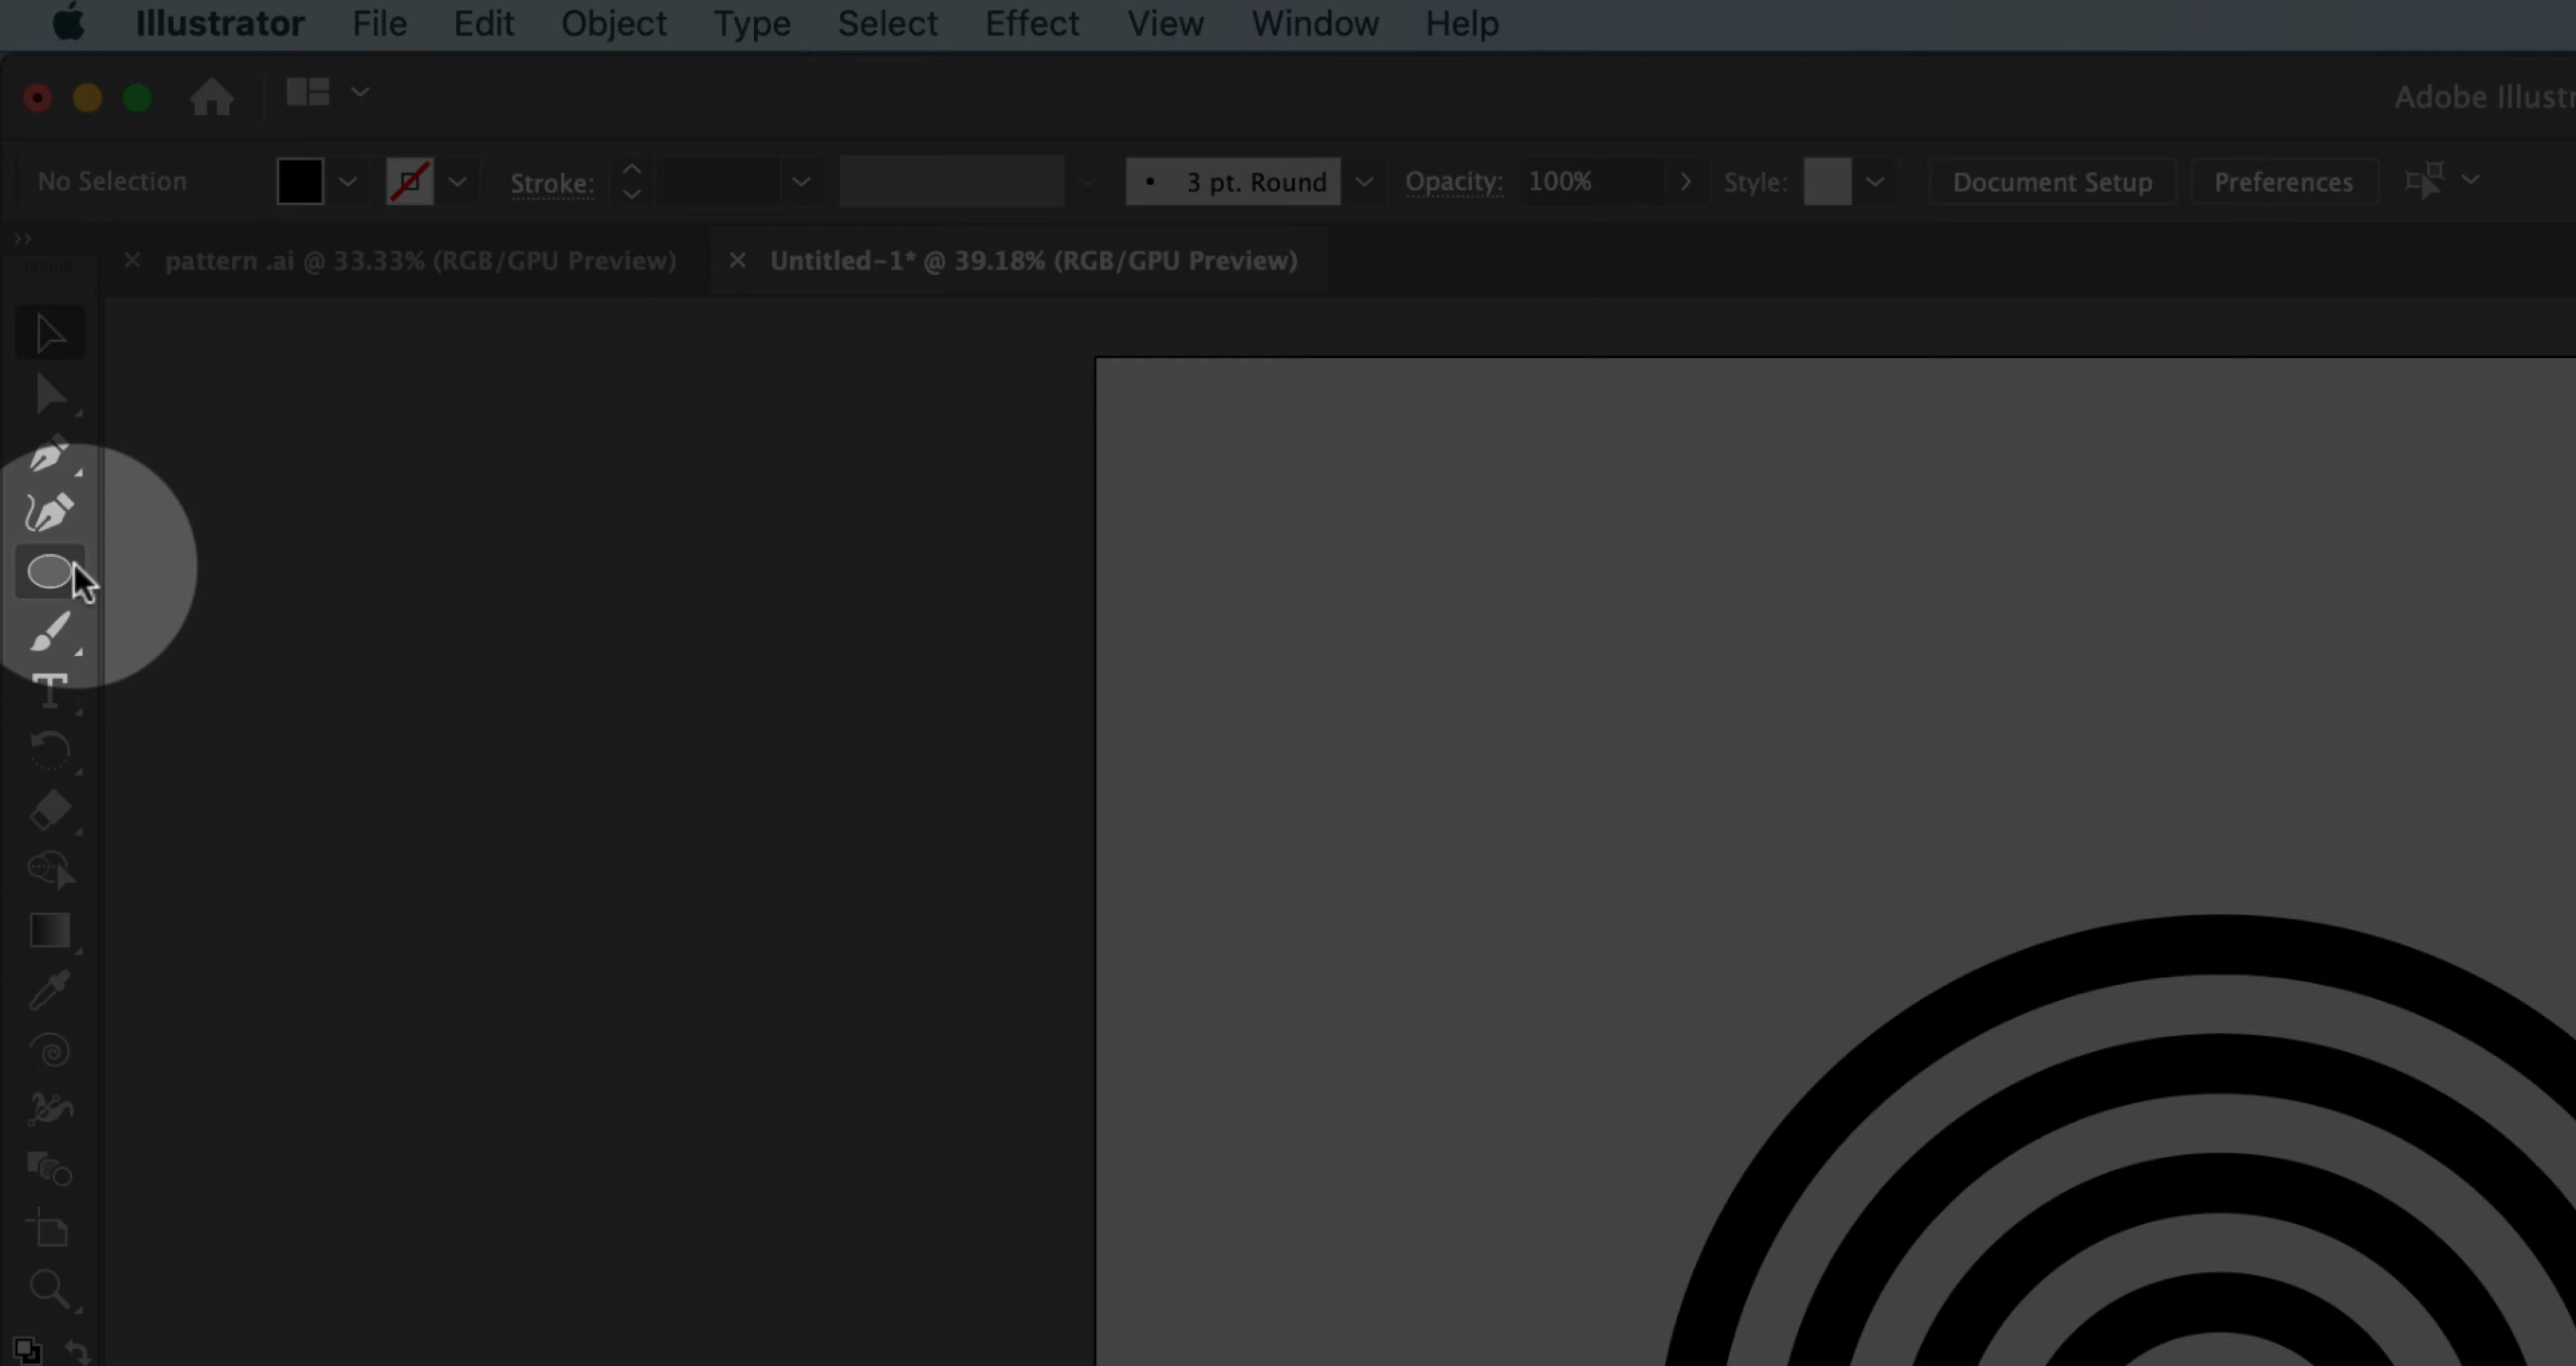 Illustrator File Edit Object Type Select Effect View Window Help
Adobe Illustr
No Selection Stroke: 3 pt. Round Opacity: 100% Style: Document Setup Preferences
pattern .ai @ 33.33% (RGB/GPU Preview) Untitled-1* @ 39.18% (RGB/GPU Preview)